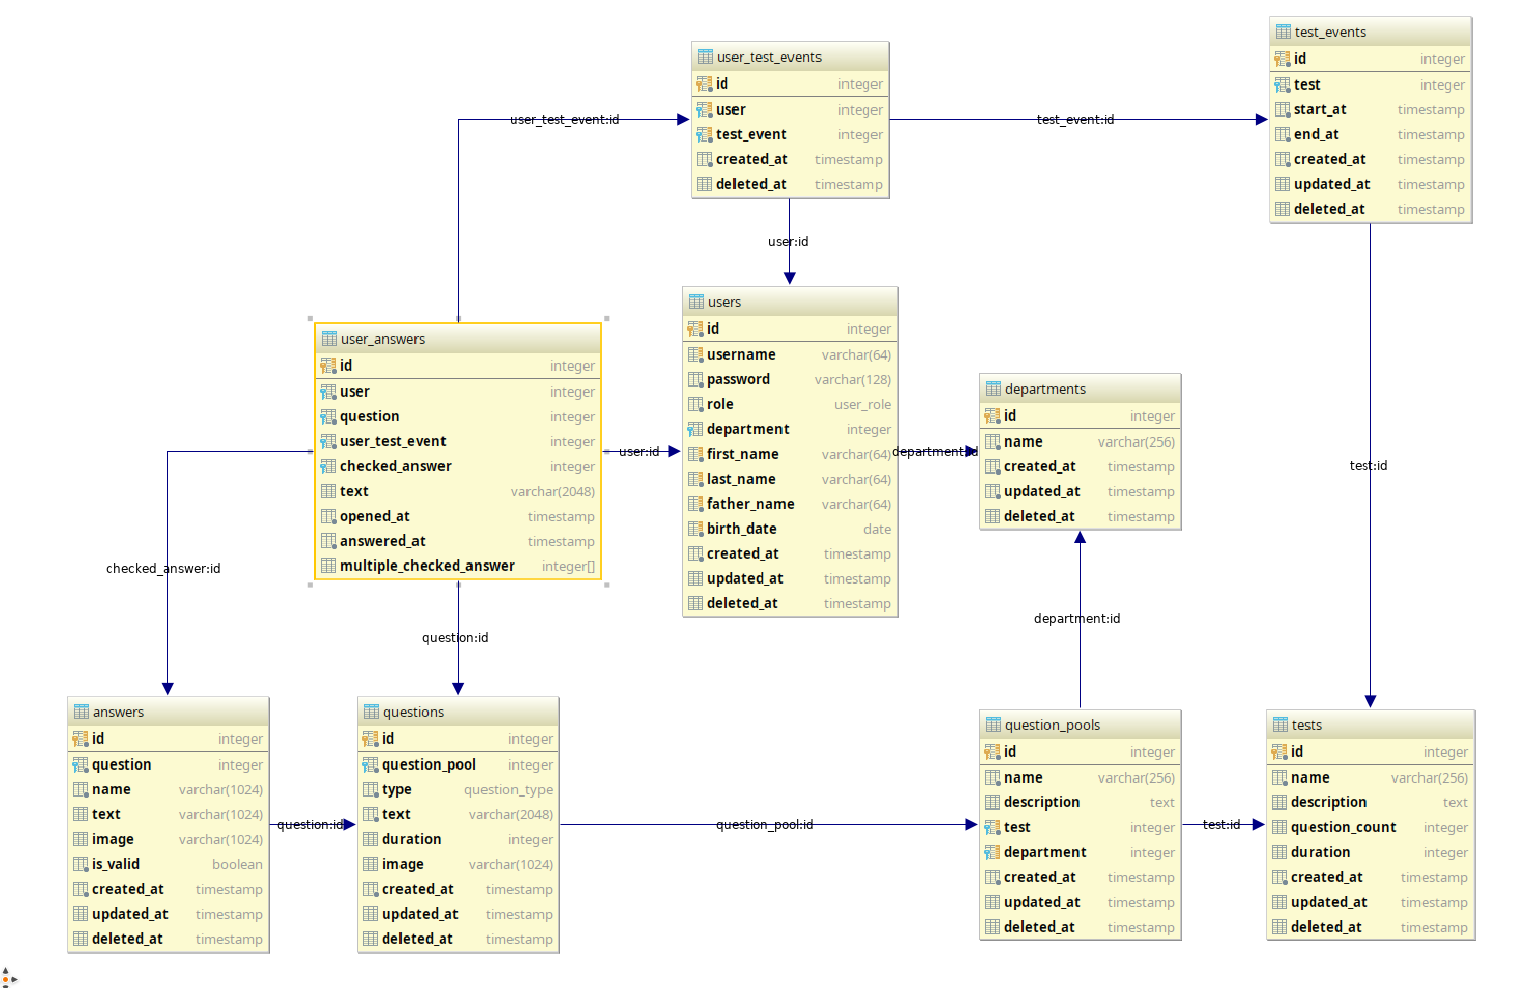 test_events
id integer
test integer
start_at timestamp
end_at timestamp
created_at timestamp
updated_at timestamp
deleted_at timestamp
user_test_events
id integer
user integer
test_event integer
created_at timestamp
deleted_at timestamp
user_test_event:id
test_event:id
user:id
users
id integer
username varchar(64)
password varchar(128)
role user_role
department integer
first_name varchar(64)
last_name varchar(64)
father_name varchar(64)
birth_date date
created_at timestamp
updated_at timestamp
deleted_at timestamp
user_answers
id integer
user integer
question integer
user_test_event integer
checked_answer integer
text varchar(2048)
opened_at timestamp
answered_at timestamp
multiple_checked_answer integer[]
user:id
department:id
departments
id integer
name varchar(256)
created_at timestamp
updated_at timestamp
deleted_at timestamp
test:id
checked_answer:id
question:id
department:id
answers
id integer
question integer
name varchar(1024)
text varchar(1024)
image varchar(1024)
is_valid boolean
created_at timestamp
updated_at timestamp
deleted_at timestamp
question:id
questions
id integer
question_pool integer
type question_type
text varchar(2048)
duration integer
image varchar(1024)
created_at timestamp
updated_at timestamp
deleted_at timestamp
question_pool:id
question_pools
id integer
name varchar(256)
description text
test integer
department integer
created_at timestamp
updated_at timestamp
deleted_at timestamp
test:id
tests
id integer
name varchar(256)
description text
question_count integer
duration integer
created_at timestamp
updated_at timestamp
deleted_at timestamp